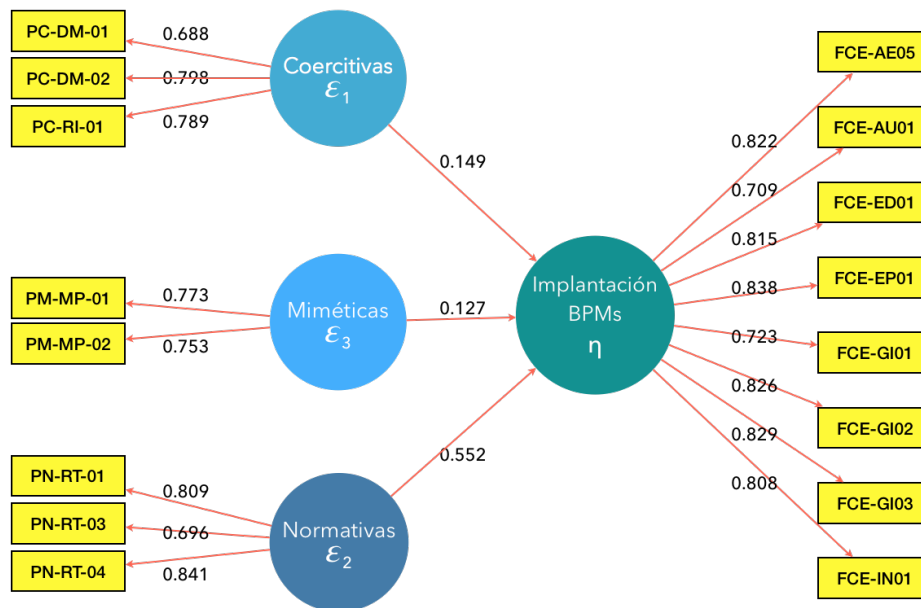 PC-DM-01
0.688
PC-DM-02
0.798
PC-RI-01
0.789
Coercitivas
ε1
0.149
PM-MP-01
0.773
PM-MP-02
0.753
Miméticas
ε3
0.127
PN-RT-01
0.809
PN-RT-03
0.696
PN-RT-04
0.841
Normativas
ε2
0.552
Implantación
BPMs
η
0.822
FCE-AE05
0.709
FCE-AU01
0.815
FCE-ED01
0.838
FCE-EP01
0.723
FCE-GI01
0.826
FCE-GI02
0.829
FCE-GI03
0.808
FCE-IN01